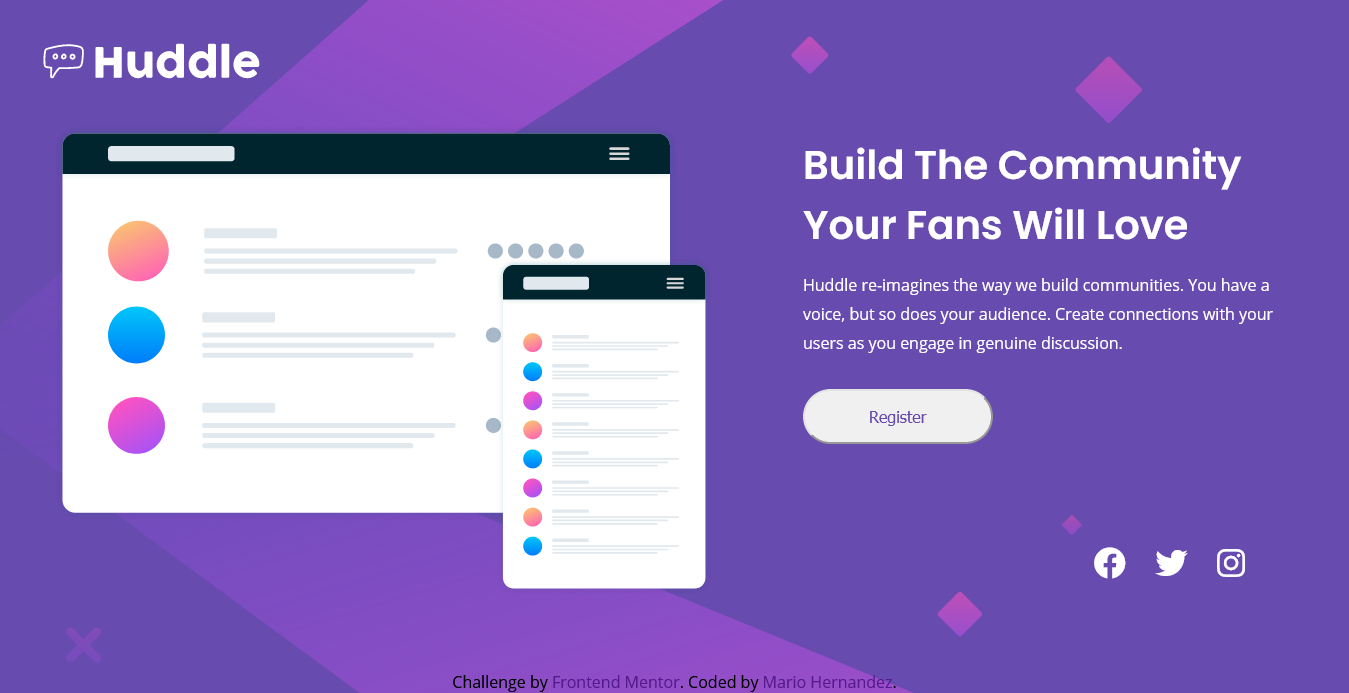 Huddle
Build The Community
Your Fans Will Love
Huddle re-imagines the way we build communities. You have a
voice, but so does your audience. Create connections with your
users as you engage in genuine discussion.
Register
Challenge by Frontend Mentor. Coded by Mario Hernandez.